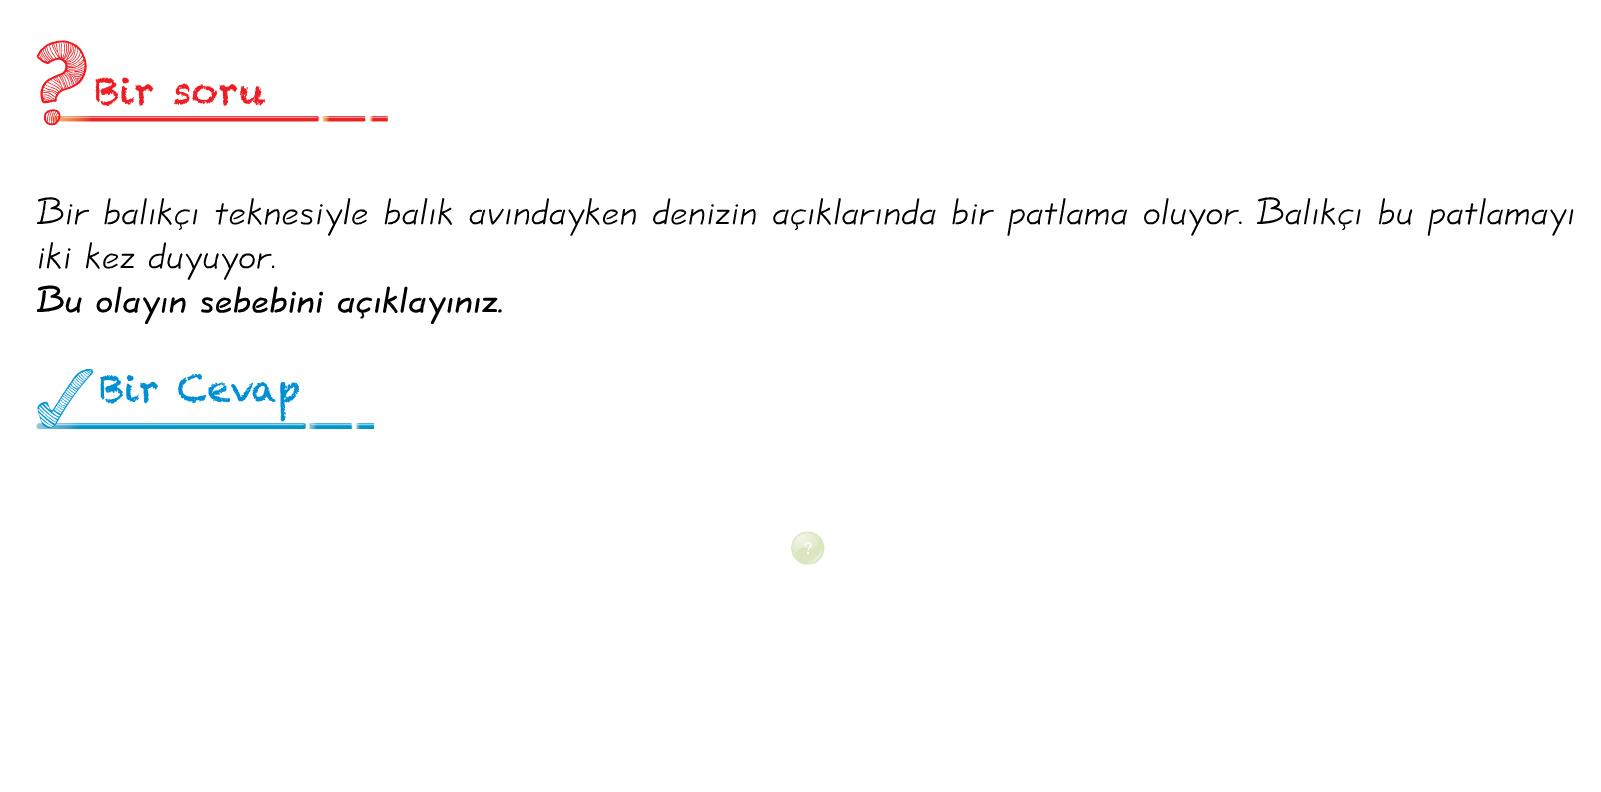 Bir soru
Bir balıkçı teknesiyle balık avındayken denizin açıklarında bir patlama oluyor. Balıkçı bu patlamayı
iki kez duyuyor.
Bu olayın sebebini açıklayınız.
Bir Cevap
?